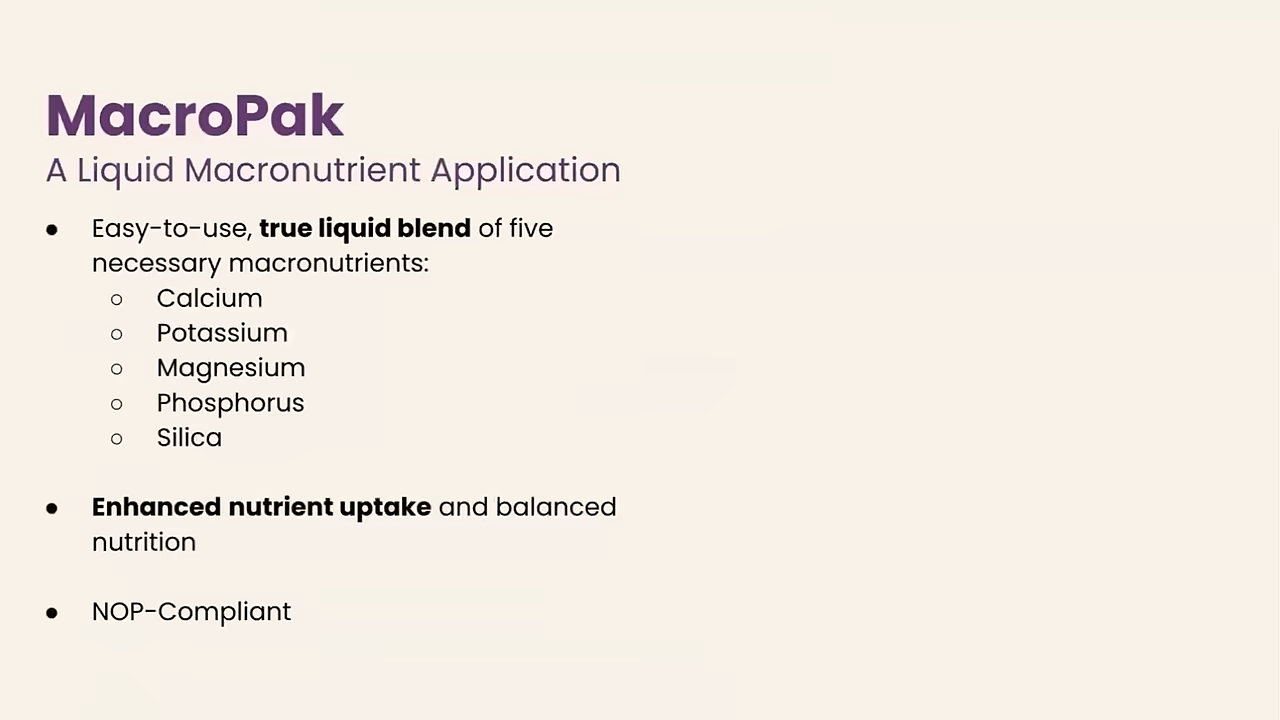 MacroPak
A Liquid Macronutrient Application
● Easy-to-use, true liquid blend of five
necessary macronutrients:
○ Calcium
○ Potassium
○ Magnesium
○ Phosphorus
○ Silica
● Enhanced nutrient uptake and balanced
nutrition
● NOP-Compliant